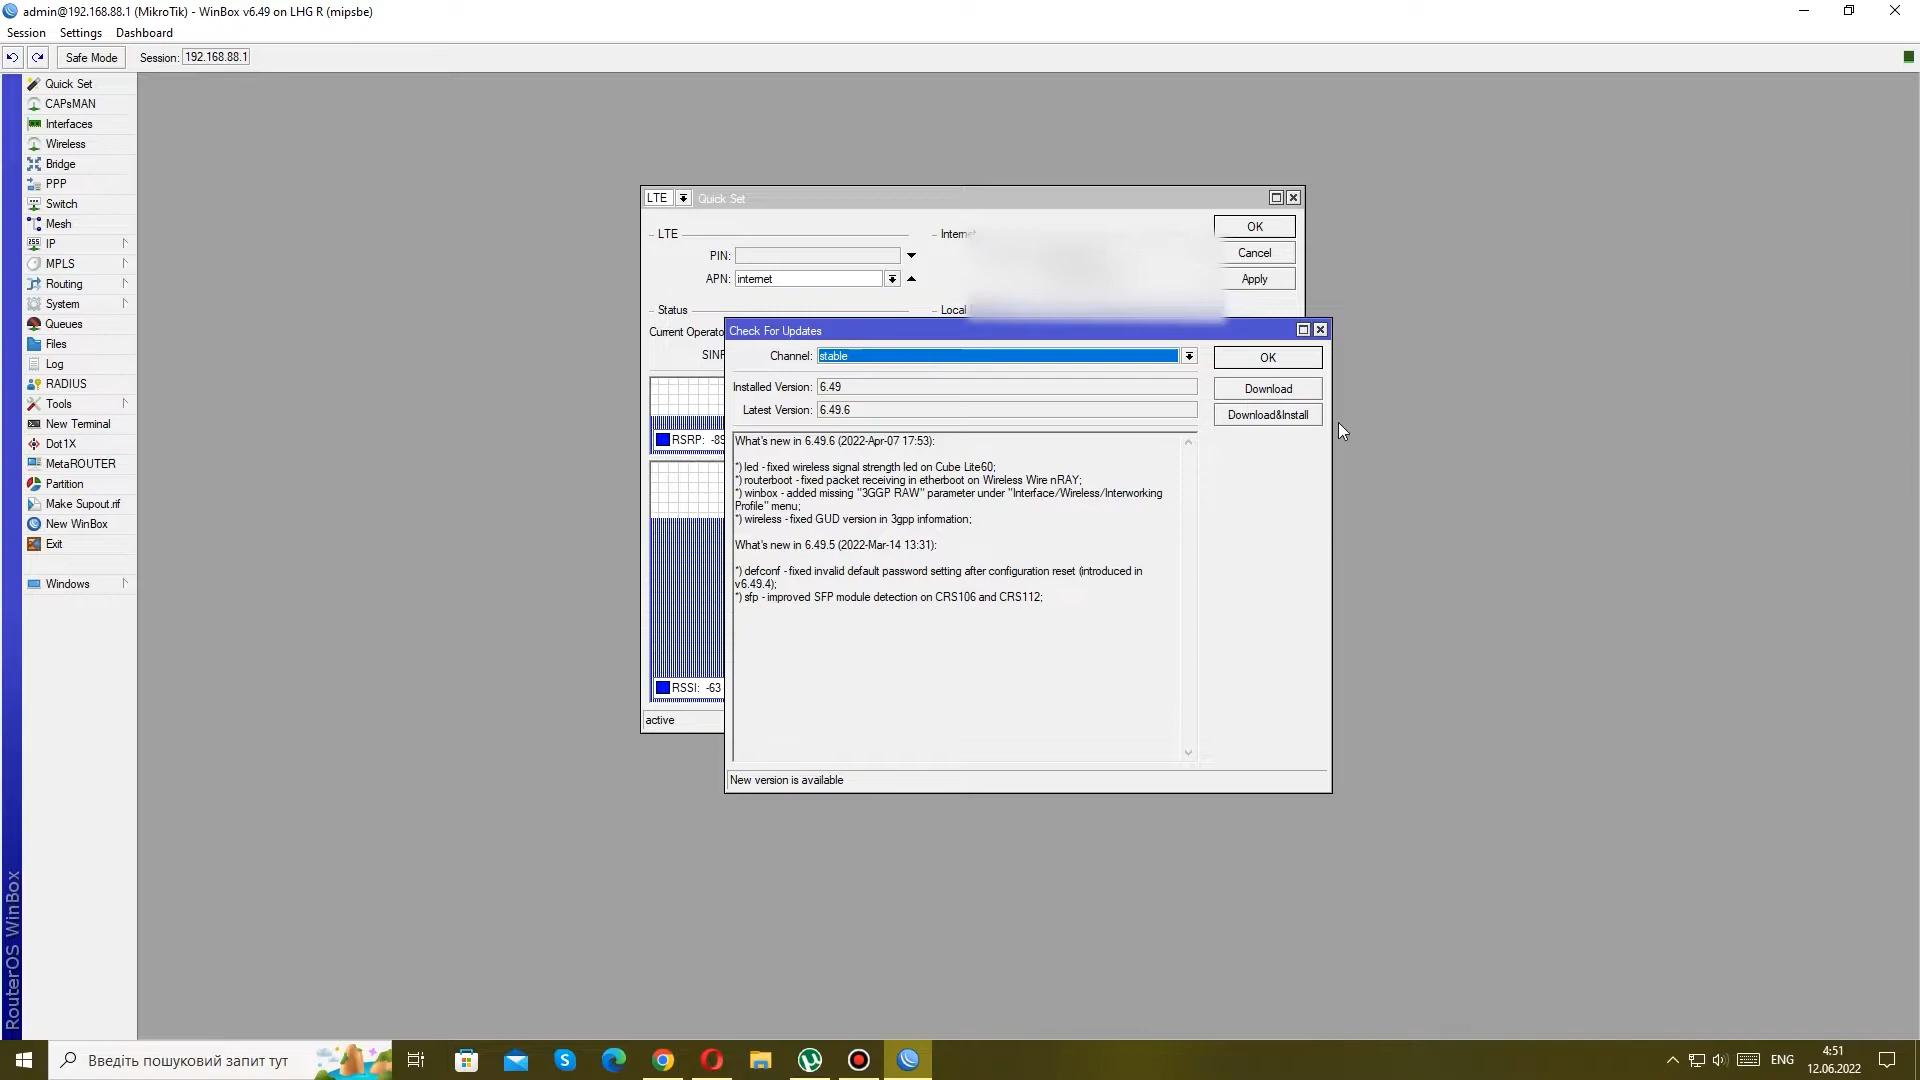 admin@192.168.88.1 (MikroTik) - WinBox v6.49 on LHG R (mipsbe)
Session Settings Dashboard
Safe Mode Session: 192.168.88.1
Quick Set
CAPsMAN
Interfaces
Wireless
Bridge
PPP
Switch
Mesh
IP
MPLS
Routing
System
Queues
Files
Log
RADIUS
Tools
New Terminal
Dot1X
MetaROUTER
Partition
Make Supout.rif
New WinBox
Exit
Windows
RouterOS WinBox
LTE Quick Set
LTE
PIN:
APN: internet
Internet
OK
Cancel
Apply
Status
Local
Current Operato
SINR
RSRP: -89
RSSI: -63
active
Check For Updates
Channel: stable
Installed Version: 6.49
Latest Version: 6.49.6
OK
Download
Download&Install
What's new in 6.49.6 (2022-Apr-07 17:53):
*) led - fixed wireless signal strength led on Cube Lite60;
*) routerboot - fixed packet receiving in etherboot on Wireless Wire nRAY;
*) winbox - added missing "3GGP RAW" parameter under "Interface/Wireless/Interworking
Profile" menu;
*) wireless - fixed GUD version in 3gpp information;
What's new in 6.49.5 (2022-Mar-14 13:31):
*) defconf - fixed invalid default password setting after configuration reset (introduced in
v6.49.4);
*) sfp - improved SFP module detection on CRS106 and CRS112;
New version is available
Введіть пошуковий запит тут
ENG
4:51
12.06.2022